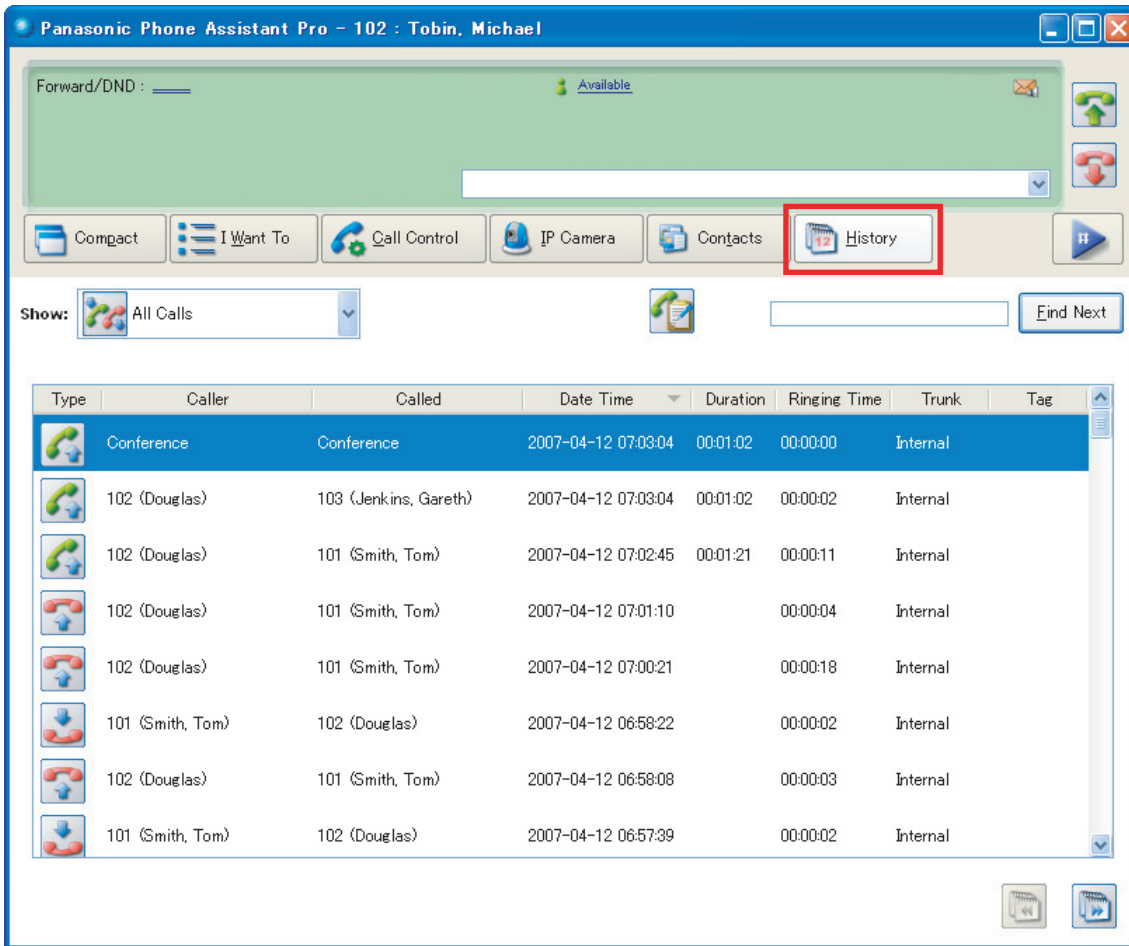 Panasonic Phone Assistant Pro - 102 : Tobin, Michael
Forward/DND : Available
Compact I Want To Call Control IP Camera Contacts 12 History #
Show: All Calls Find Next
Type Caller Called Date Time Duration Ringing Time Trunk Tag
Conference Conference 2007-04-12 07:03:04 00:01:02 00:00:00 Internal
102 (Douglas) 103 (Jenkins, Gareth) 2007-04-12 07:03:04 00:01:02 00:00:02 Internal
102 (Douglas) 101 (Smith, Tom) 2007-04-12 07:02:45 00:01:21 00:00:11 Internal
102 (Douglas) 101 (Smith, Tom) 2007-04-12 07:01:10 00:00:04 Internal
102 (Douglas) 101 (Smith, Tom) 2007-04-12 07:00:21 00:00:18 Internal
101 (Smith, Tom) 102 (Douglas) 2007-04-12 06:58:22 00:00:02 Internal
102 (Douglas) 101 (Smith, Tom) 2007-04-12 06:58:08 00:00:03 Internal
101 (Smith, Tom) 102 (Douglas) 2007-04-12 06:57:39 00:00:02 Internal